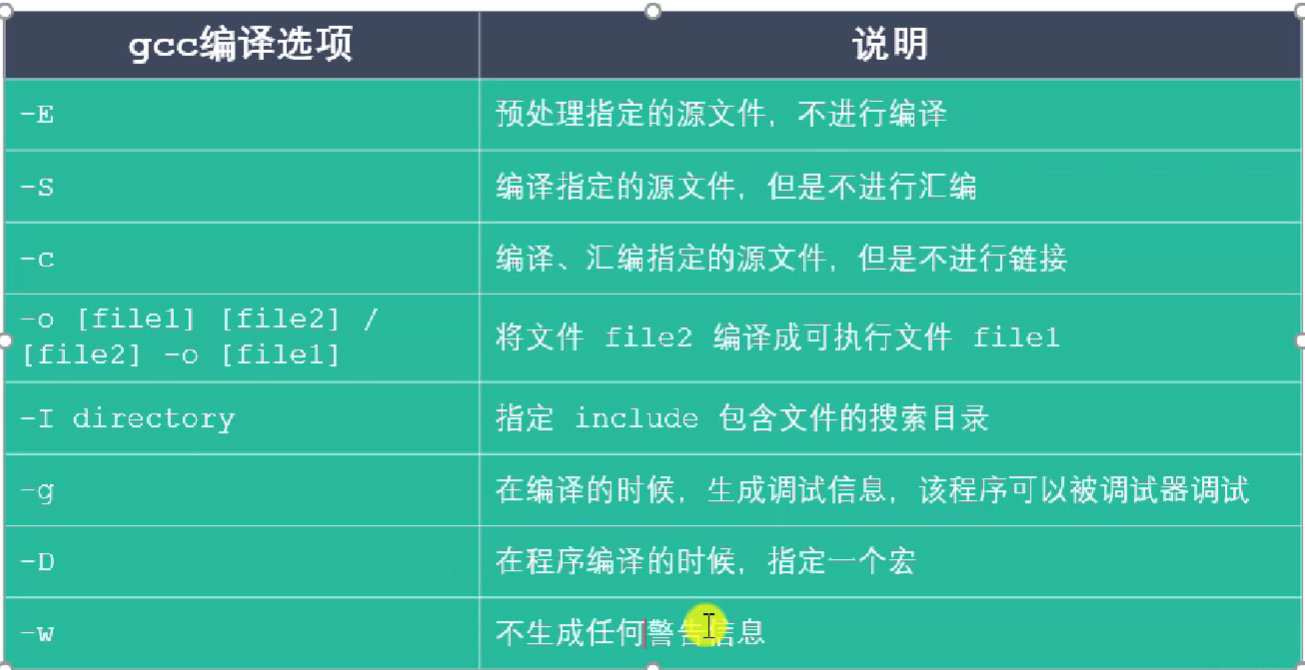 gcc编译选项 说明
-E 预处理指定的源文件，不进行编译
-S 编译指定的源文件，但是不进行汇编
-c 编译、汇编指定的源文件，但是不进行链接
-o [file1] [file2] /
[file2] -o [file1] 将文件 file2 编译成可执行文件 file1
-I directory 指定 include 包含文件的搜索目录
-g 在编译的时候，生成调试信息，该程序可以被调试器调试
-D 在程序编译的时候，指定一个宏
-w 不生成任何警告信息